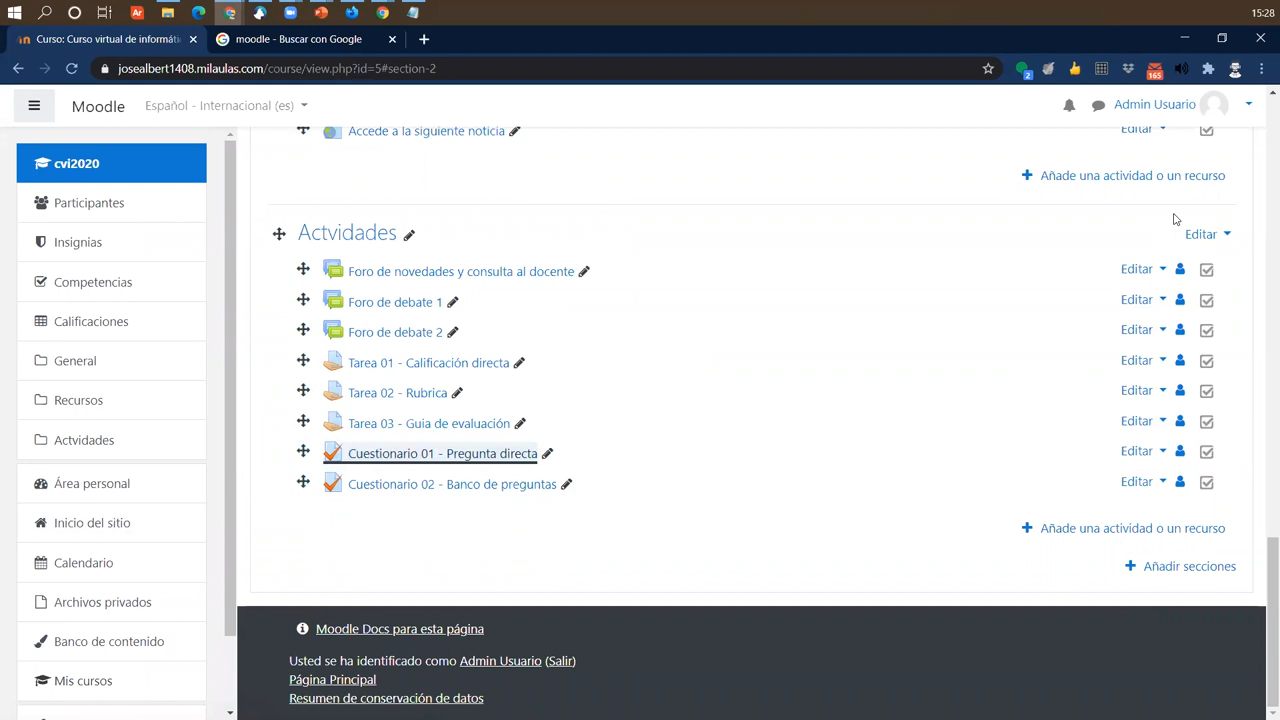 15:28
Curso: Curso virtual de informáti
moodle - Buscar con Google
josealbert1408.milaulas.com/course/view.php?id=5#section-2
2
165
Moodle
Español - Internacional (es)
Admin Usuario
cvi2020
Participantes
Insignias
Competencias
Calificaciones
General
Recursos
Actvidades
Área personal
Inicio del sitio
Calendario
Archivos privados
Banco de contenido
Mis cursos
Accede a la siguiente noticia
Editar
Añade una actividad o un recurso
Actvidades
Editar
Foro de novedades y consulta al docente
Editar
Foro de debate 1
Editar
Foro de debate 2
Editar
Tarea 01 - Calificación directa
Editar
Tarea 02 - Rubrica
Editar
Tarea 03 - Guia de evaluación
Editar
Cuestionario 01 - Pregunta directa
Editar
Cuestionario 02 - Banco de preguntas
Editar
Añade una actividad o un recurso
Añadir secciones
Moodle Docs para esta página
Usted se ha identificado como Admin Usuario (Salir)
Página Principal
Resumen de conservación de datos